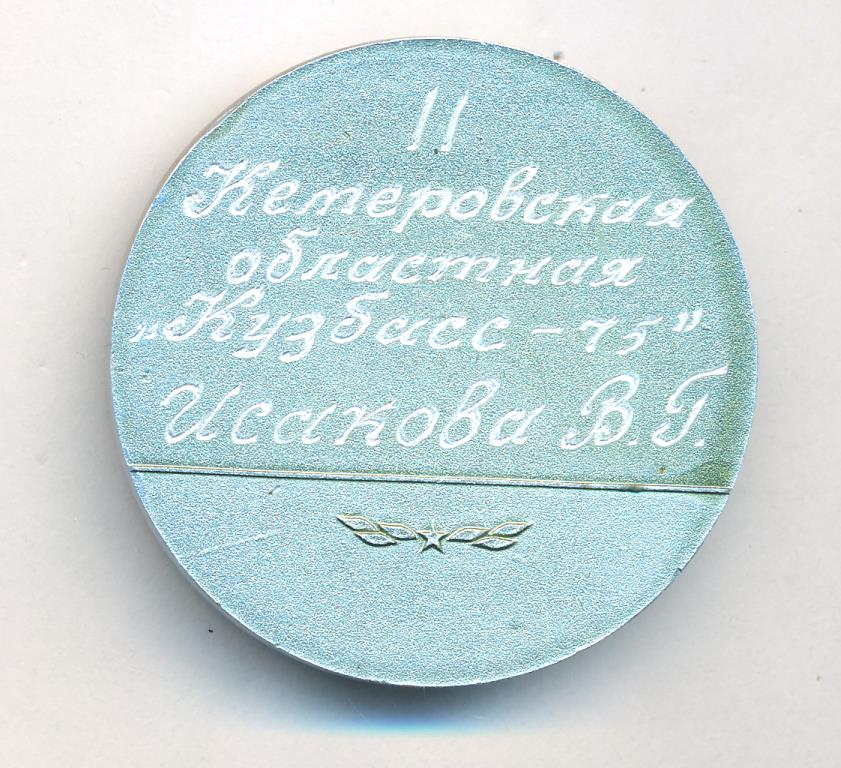 II
Кемеровская
областная
„Кузбасс - 75”
Исакова В.Г.